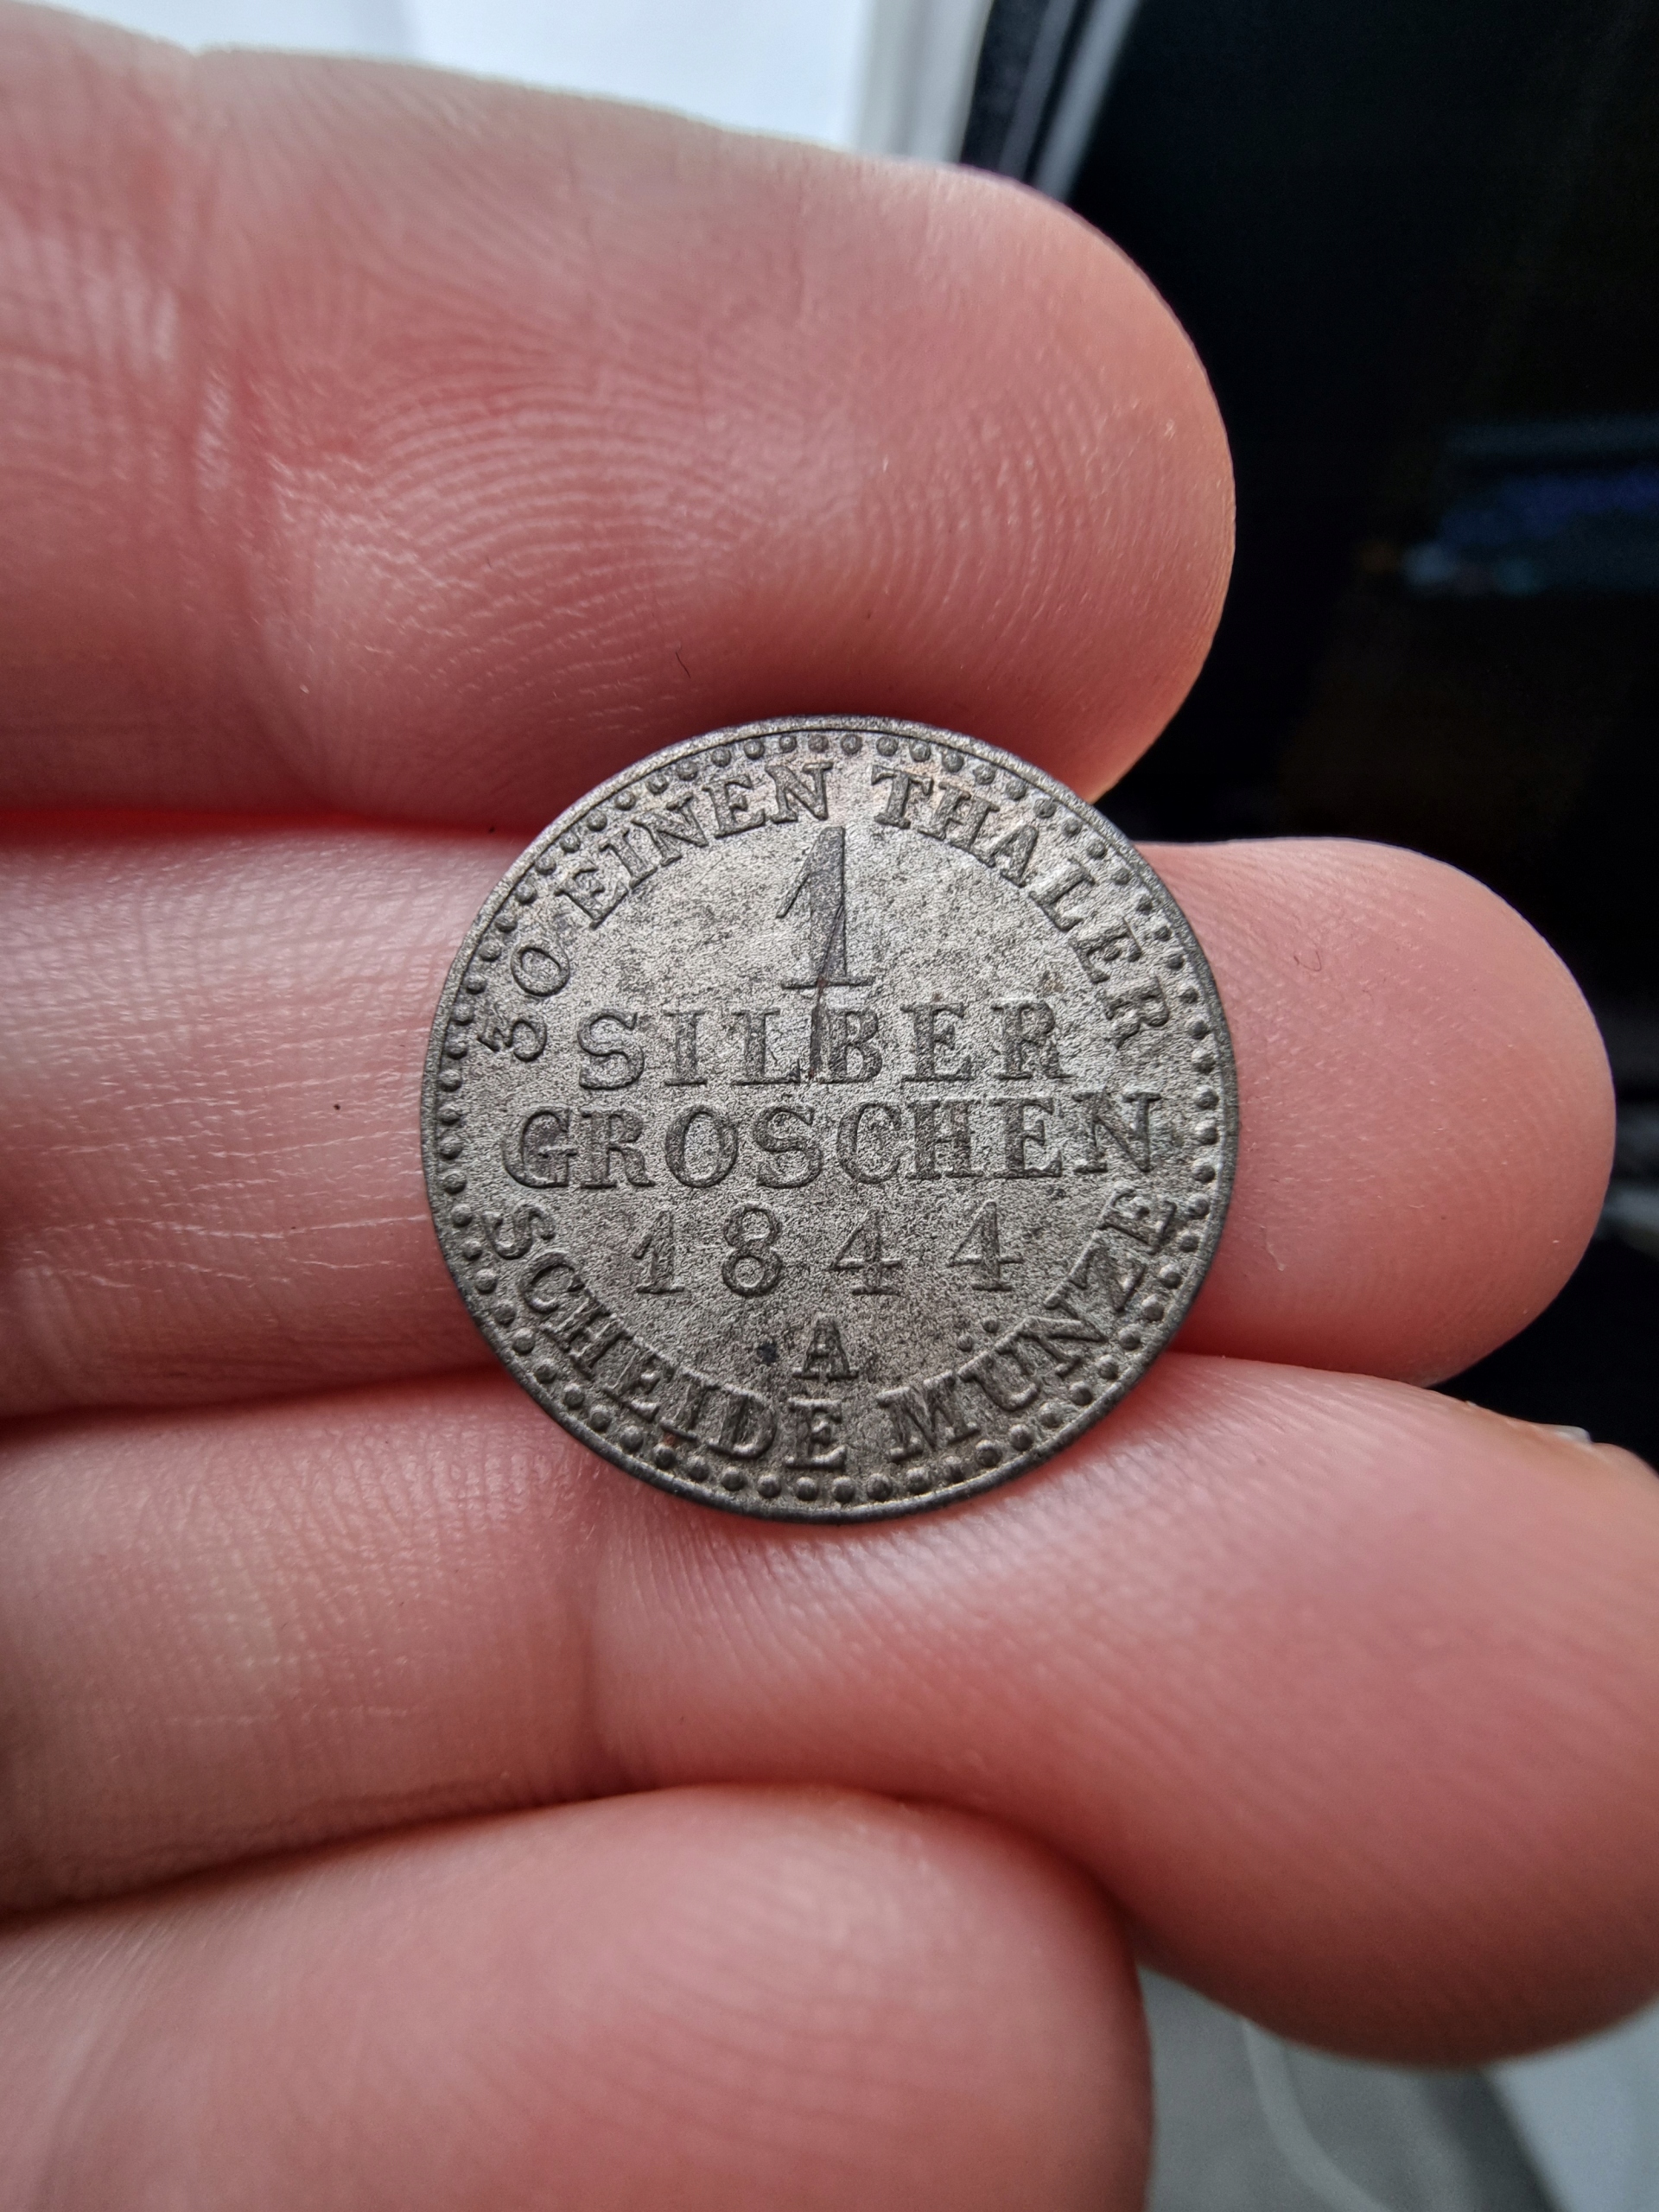 30 EINEN THALER
1
SILBER
GROSCHEN
1844
A
SCHEIDE MÜNZE